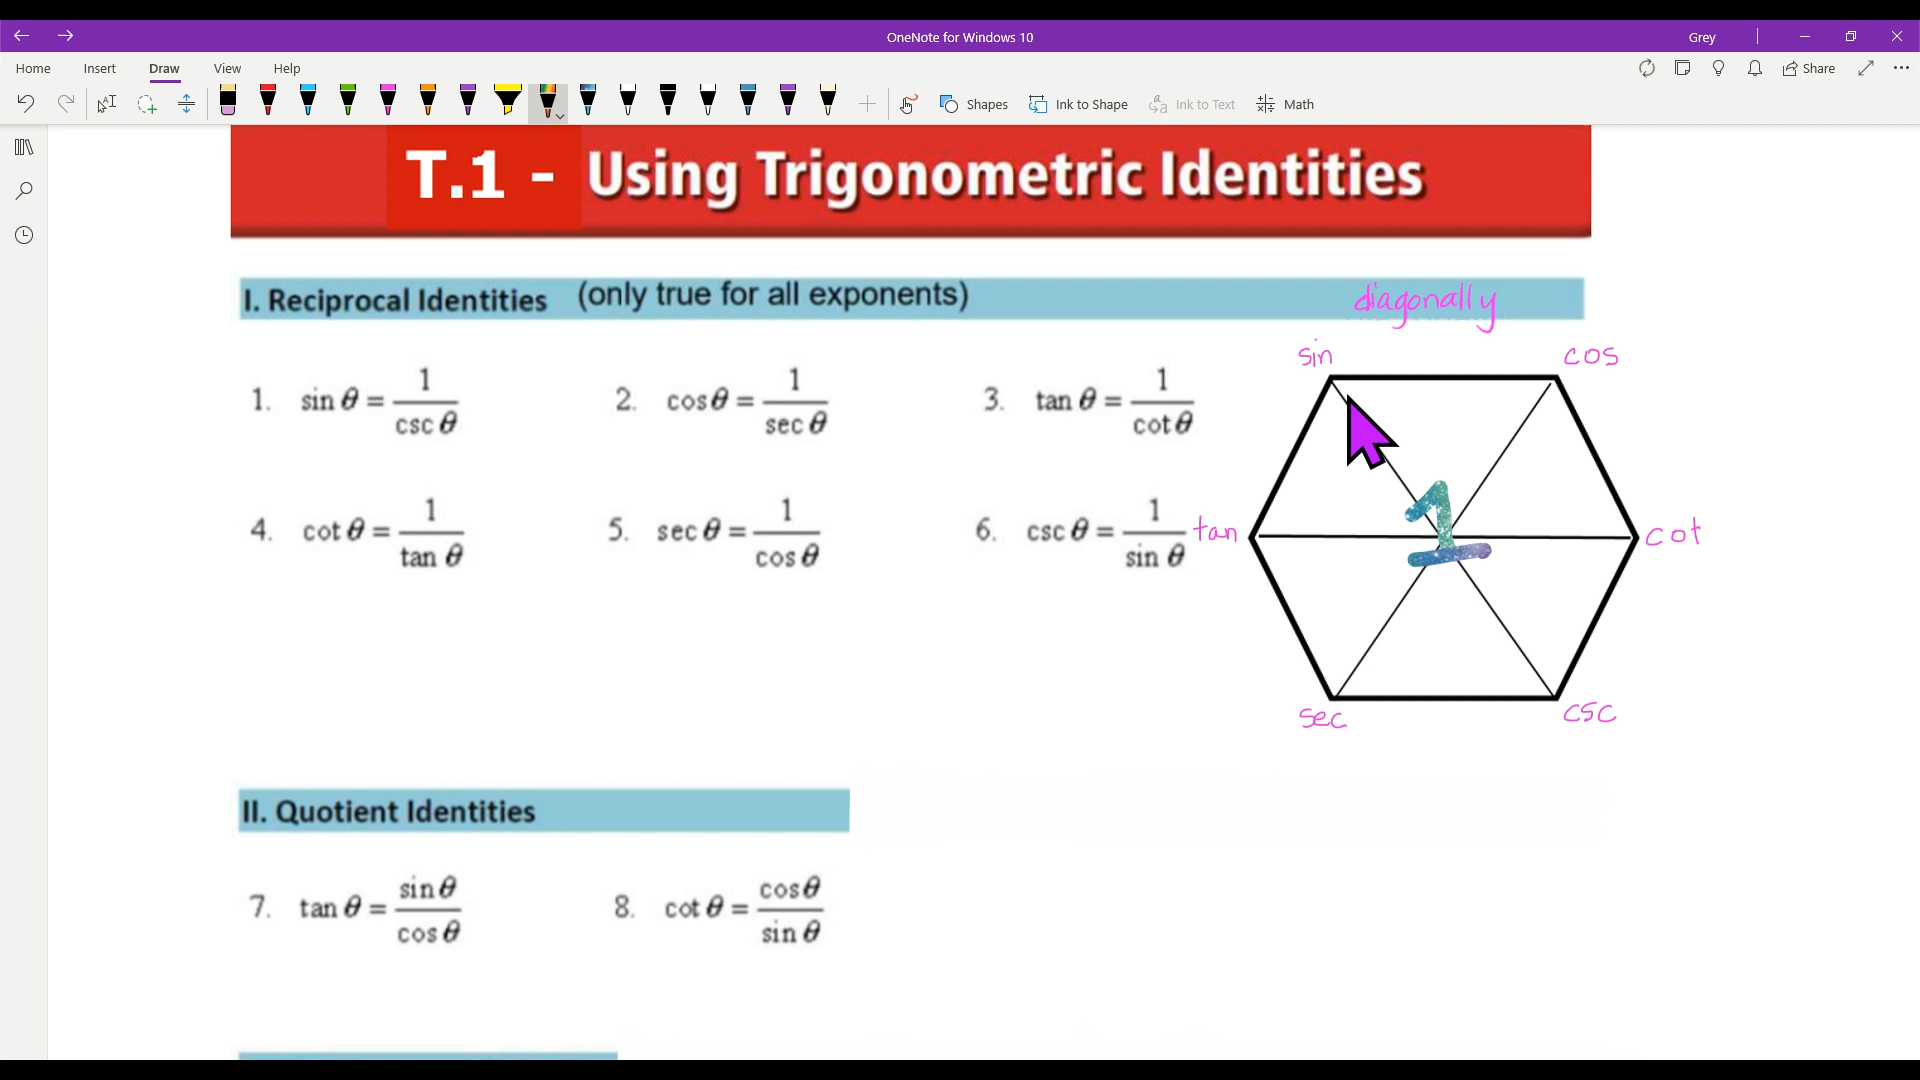 OneNote for Windows 10
Grey
Home Insert Draw View Help
Share
Shapes Ink to Shape Ink to Text Math
T.1 - Using Trigonometric Identities
I. Reciprocal Identities (only true for all exponents)
diagonally
sin cos
1. sin θ = 1/csc θ 2. cos θ = 1/sec θ 3. tan θ = 1/cot θ
1
4. cot θ = 1/tan θ 5. sec θ = 1/cos θ 6. csc θ = 1/sin θ
tan cot
sec csc
II. Quotient Identities
7. tan θ = sin θ/cos θ 8. cot θ = cos θ/sin θ